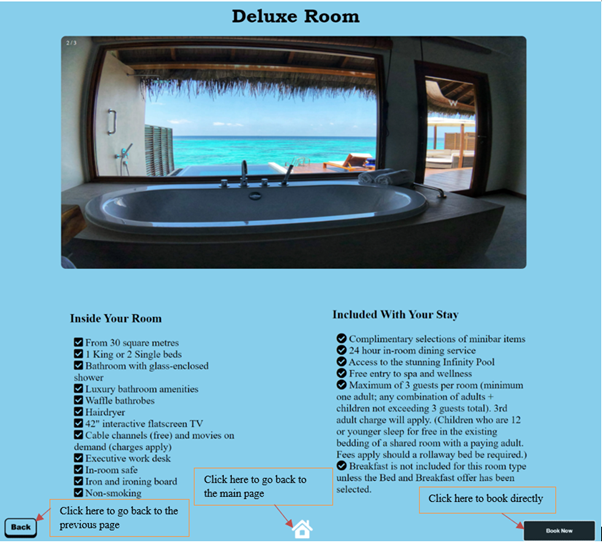 Deluxe Room
2 / 3
W
Inside Your Room
From 30 square metres
1 King or 2 Single beds
Bathroom with glass-enclosed
shower
Luxury bathroom amenities
Waffle bathrobes
Hairdryer
42" interactive flatscreen TV
Cable channels (free) and movies on
demand (charges apply)
Executive work desk
In-room safe
Iron and ironing board
Non-smoking
Included With Your Stay
Complimentary selections of minibar items
24 hour in-room dining service
Access to the stunning Infinity Pool
Free entry to spa and wellness
Maximum of 3 guests per room (minimum
one adult; any combination of adults +
children not exceeding 3 guests total). 3rd
adult charge will apply. (Children who are 12
or younger sleep for free in the existing
bedding of a shared room with a paying adult.
Fees apply should a rollaway bed be required.)
Breakfast is not included for this room type
unless the Bed and Breakfast offer has been
selected.
Click here to go back to the
previous page
Click here to go back to
the main page
Click here to book directly
Back
Book Now